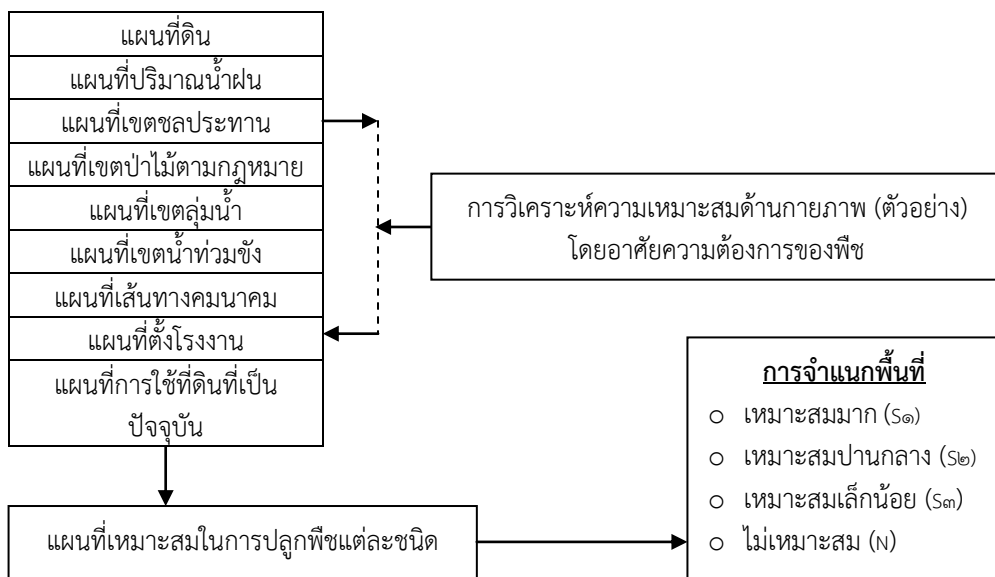 แผนที่ดิน
แผนที่ปริมาณน้ำฝน
แผนที่เขตชลประทาน
แผนที่เขตป่าไม้ตามกฎหมาย
แผนที่เขตลุ่มน้ำ
แผนที่เขตน้ำท่วมขัง
แผนที่เส้นทางคมนาคม
แผนที่ตั้งโรงงาน
แผนที่การใช้ที่ดินที่เป็น
ปัจจุบัน
การวิเคราะห์ความเหมาะสมด้านกายภาพ (ตัวอย่าง)
โดยอาศัยความต้องการของพืช
แผนที่เหมาะสมในการปลูกพืชแต่ละชนิด
การจำแนกพื้นที่
o เหมาะสมมาก (S๑)
o เหมาะสมปานกลาง (S๒)
o เหมาะสมเล็กน้อย (S๓)
o ไม่เหมาะสม (N)